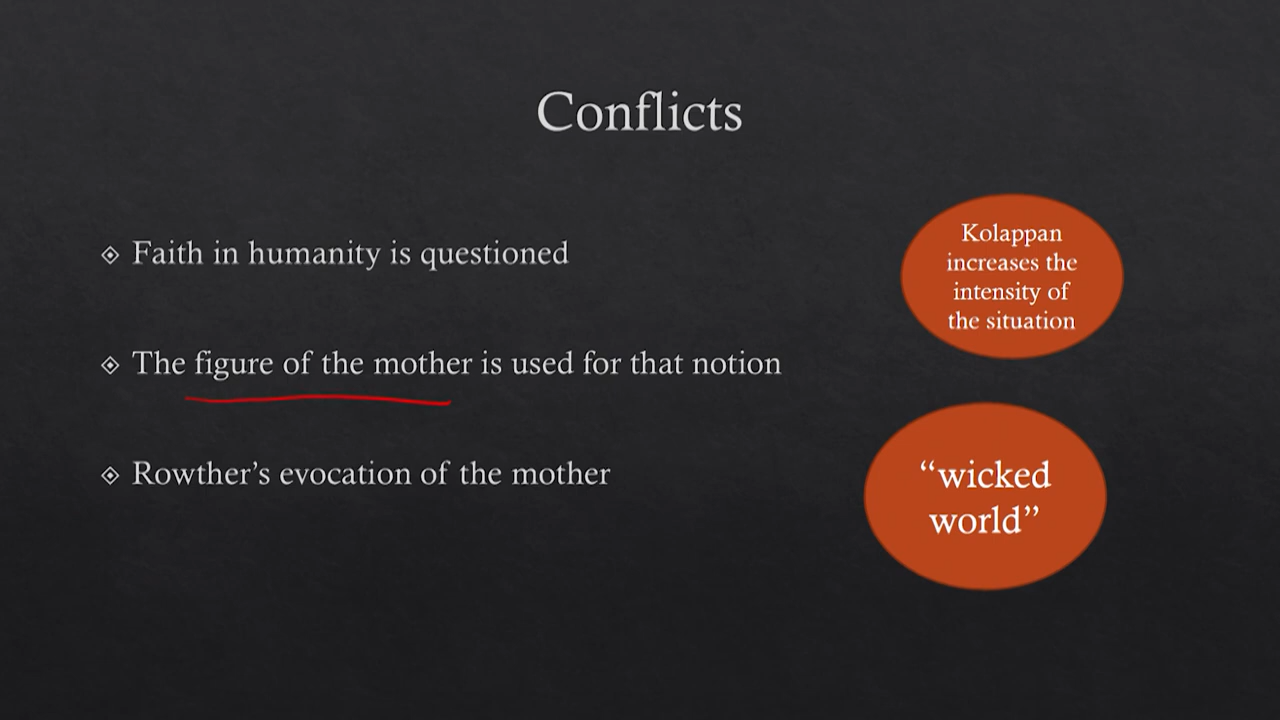 Conflicts
Faith in humanity is questioned
The figure of the mother is used for that notion
Rowther’s evocation of the mother
Kolappan
increases the
intensity of
the situation
“wicked
world”